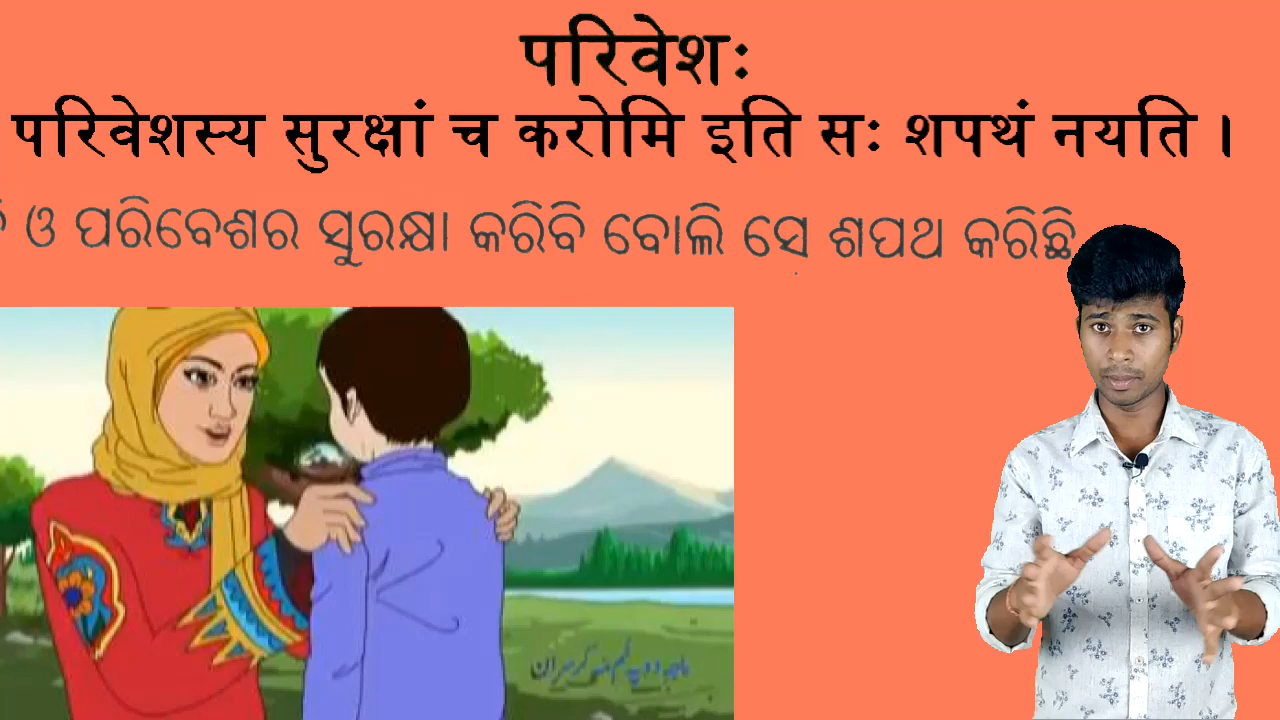 परिवेशः
परिवेशस्य सुरक्षां च करोमि इति सः शपथं नयति ।
ଓ ପରିବେଶର ସୁରକ୍ଷା କରିବି ବୋଲି ସେ ଶପଥ କରିଛି